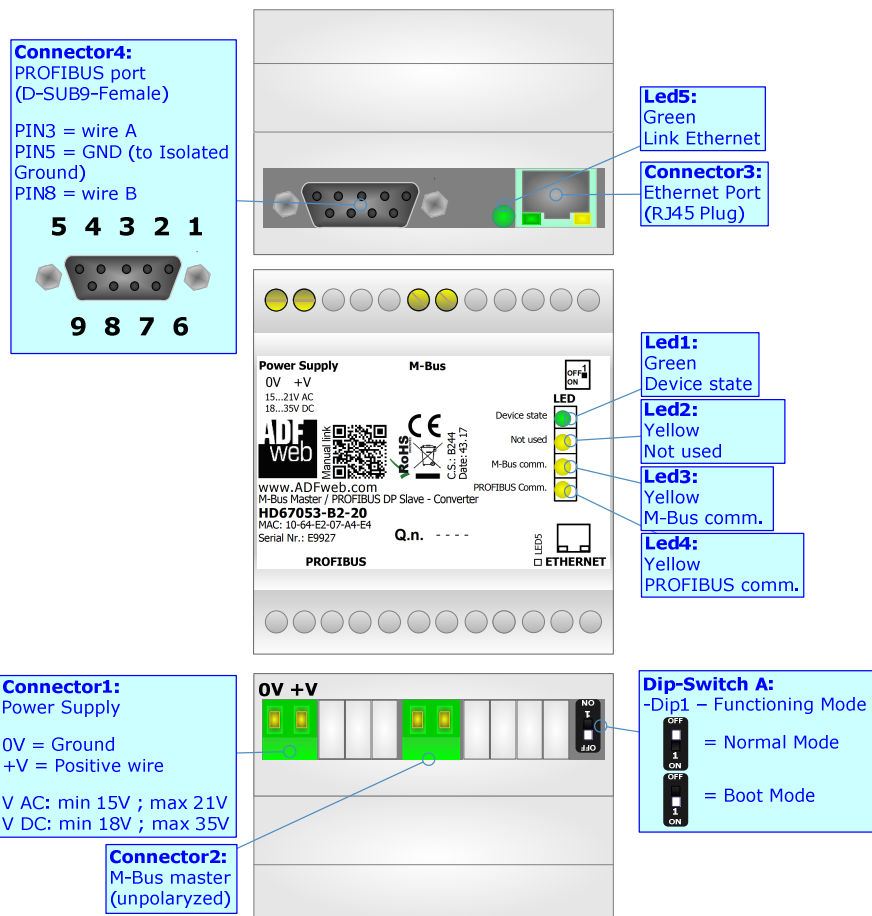 Connector4:
PROFIBUS port
(D-SUB9-Female)
PIN3 = wire A
PIN5 = GND (to Isolated
Ground)
PIN8 = wire B
5 4 3 2 1
9 8 7 6
Led5:
Green
Link Ethernet
Connector3:
Ethernet Port
(RJ45 Plug)
Power Supply
0V +V
15...21V AC
18...35V DC
M-Bus
OFF 1
ON
LED
Device state
Not used
M-Bus comm.
PROFIBUS Comm.
ADF
web
Manual link
RoHS
CE
C.S.: B244
Date: 43.17
www.ADFweb.com
M-Bus Master / PROFIBUS DP Slave - Converter
HD67053-B2-20
MAC: 10-64-E2-07-A4-E4
Serial Nr.: E9927
Q.n. - - - -
PROFIBUS
LED5
ETHERNET
Led1:
Green
Device state
Led2:
Yellow
Not used
Led3:
Yellow
M-Bus comm.
Led4:
Yellow
PROFIBUS comm.
Connector1:
Power Supply
0V = Ground
+V = Positive wire
V AC: min 15V ; max 21V
V DC: min 18V ; max 35V
Connector2:
M-Bus master
(unpolaryzed)
0V +V
ON
1
OFF
Dip-Switch A:
-Dip1 – Functioning Mode
OFF
1
ON
= Normal Mode
OFF
1
ON
= Boot Mode